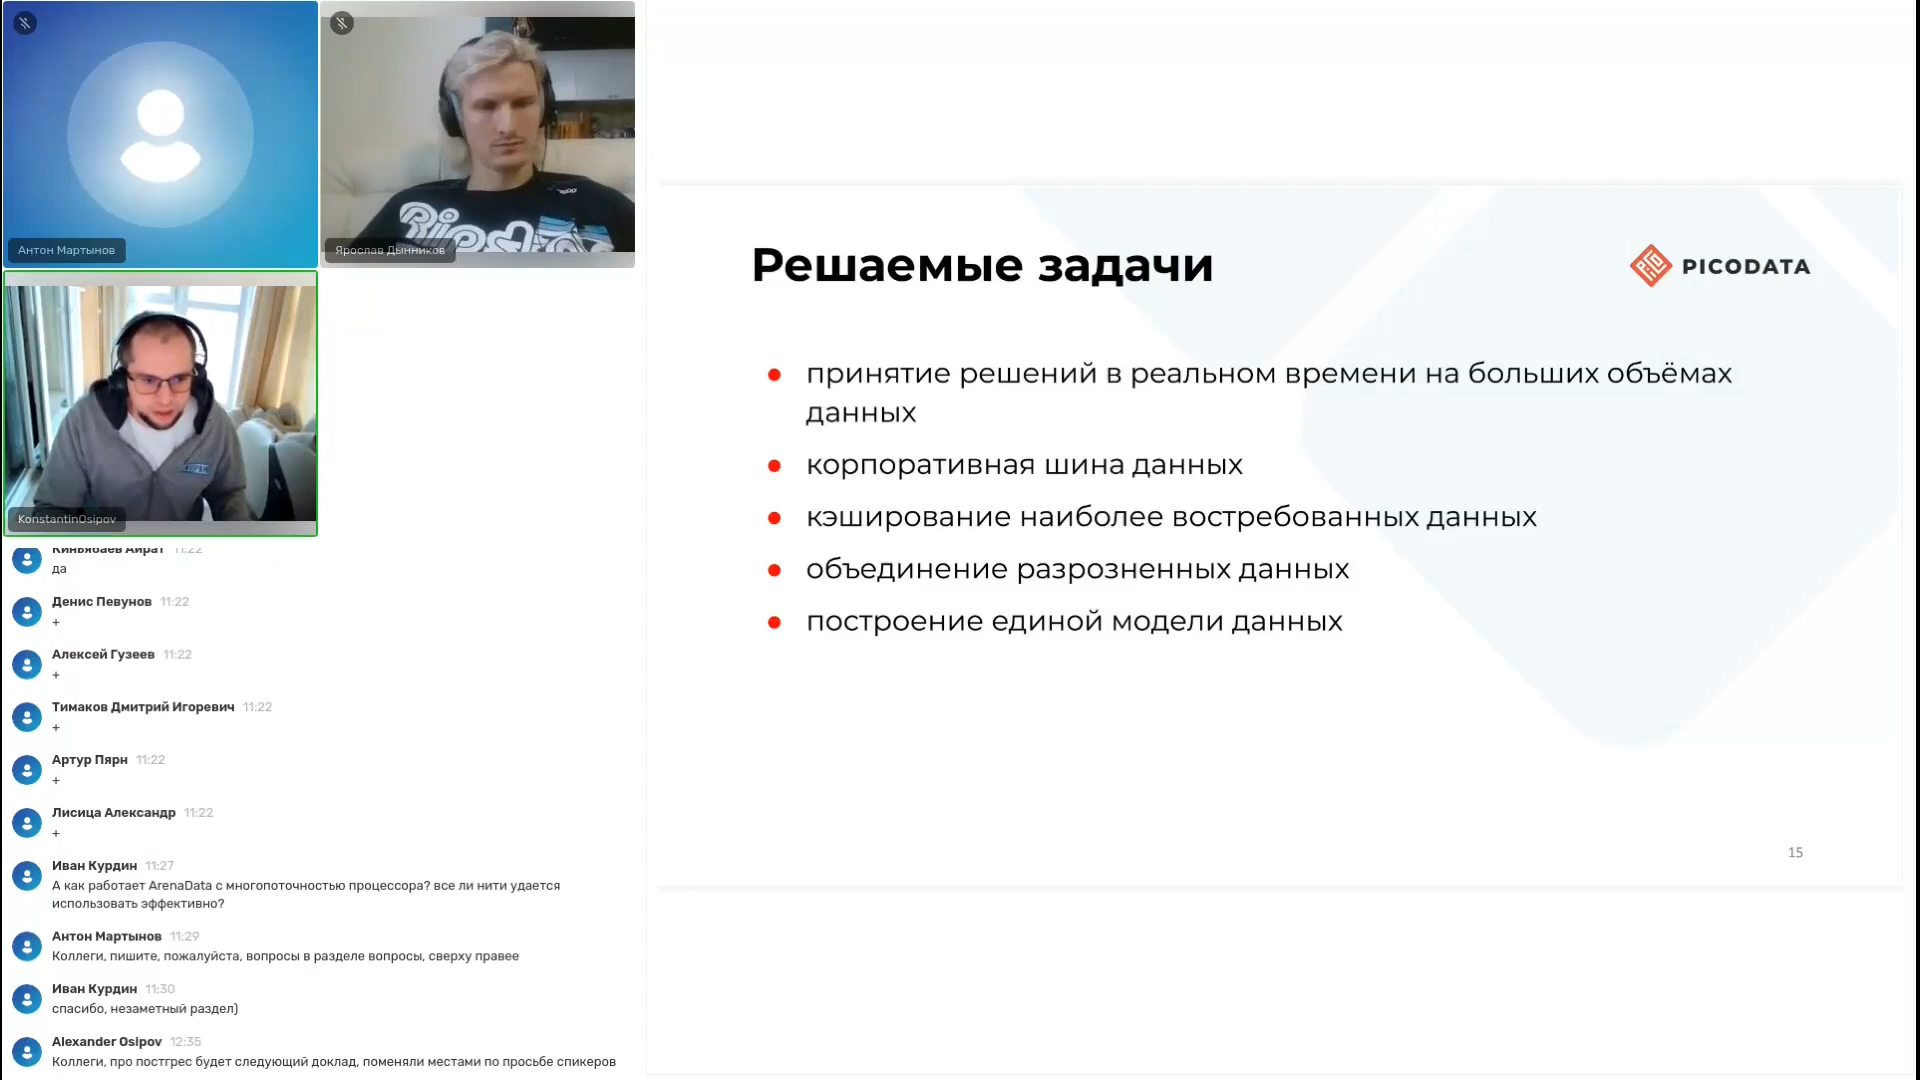 Антон Мартынов
Ярослав Дынников
KonstantinOsipov
Киньябаев Айрат 11:22
да
Денис Певунов 11:22
+
Алексей Гузеев 11:22
+
Тимаков Дмитрий Игоревич 11:22
+
Артур Пярн 11:22
+
Лисица Александр 11:22
+
Иван Курдин 11:27
А как работает ArenaData с многопоточностью процессора? все ли нити удается
использовать эффективно?
Антон Мартынов 11:29
Коллеги, пишите, пожалуйста, вопросы в разделе вопросы, сверху правее
Иван Курдин 11:30
спасибо, незаметный раздел)
Alexander Osipov 12:35
Коллеги, про постгрес будет следующий доклад, поменяли местами по просьбе спикеров
Решаемые задачи
PICODATA
принятие решений в реальном времени на больших объёмах
данных
корпоративная шина данных
кэширование наиболее востребованных данных
объединение разрозненных данных
построение единой модели данных
15